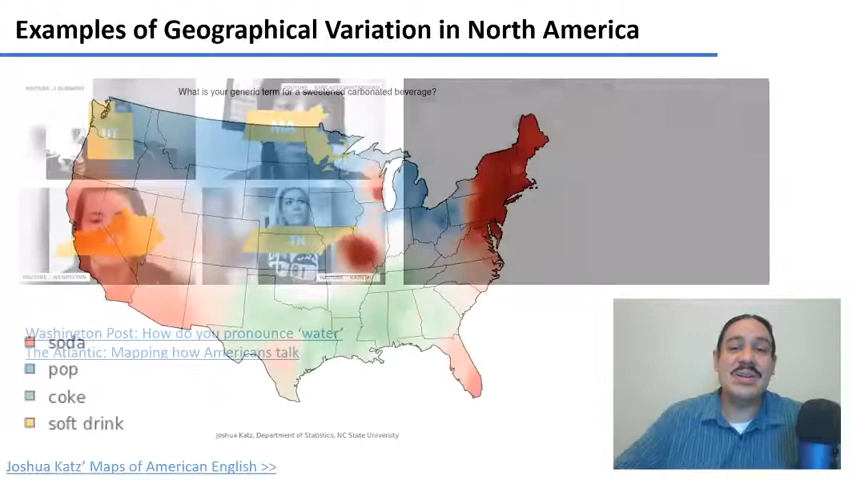 Examples of Geographical Variation in North America
What is your generic term for a sweetened carbonated beverage?
UT
MA
KY
TN
Washington Post: How do you pronounce ‘water’
The Atlantic: Mapping how Americans talk
soda
pop
coke
soft drink
Joshua Katz, Department of Statistics, NC State University
Joshua Katz’ Maps of American English >>